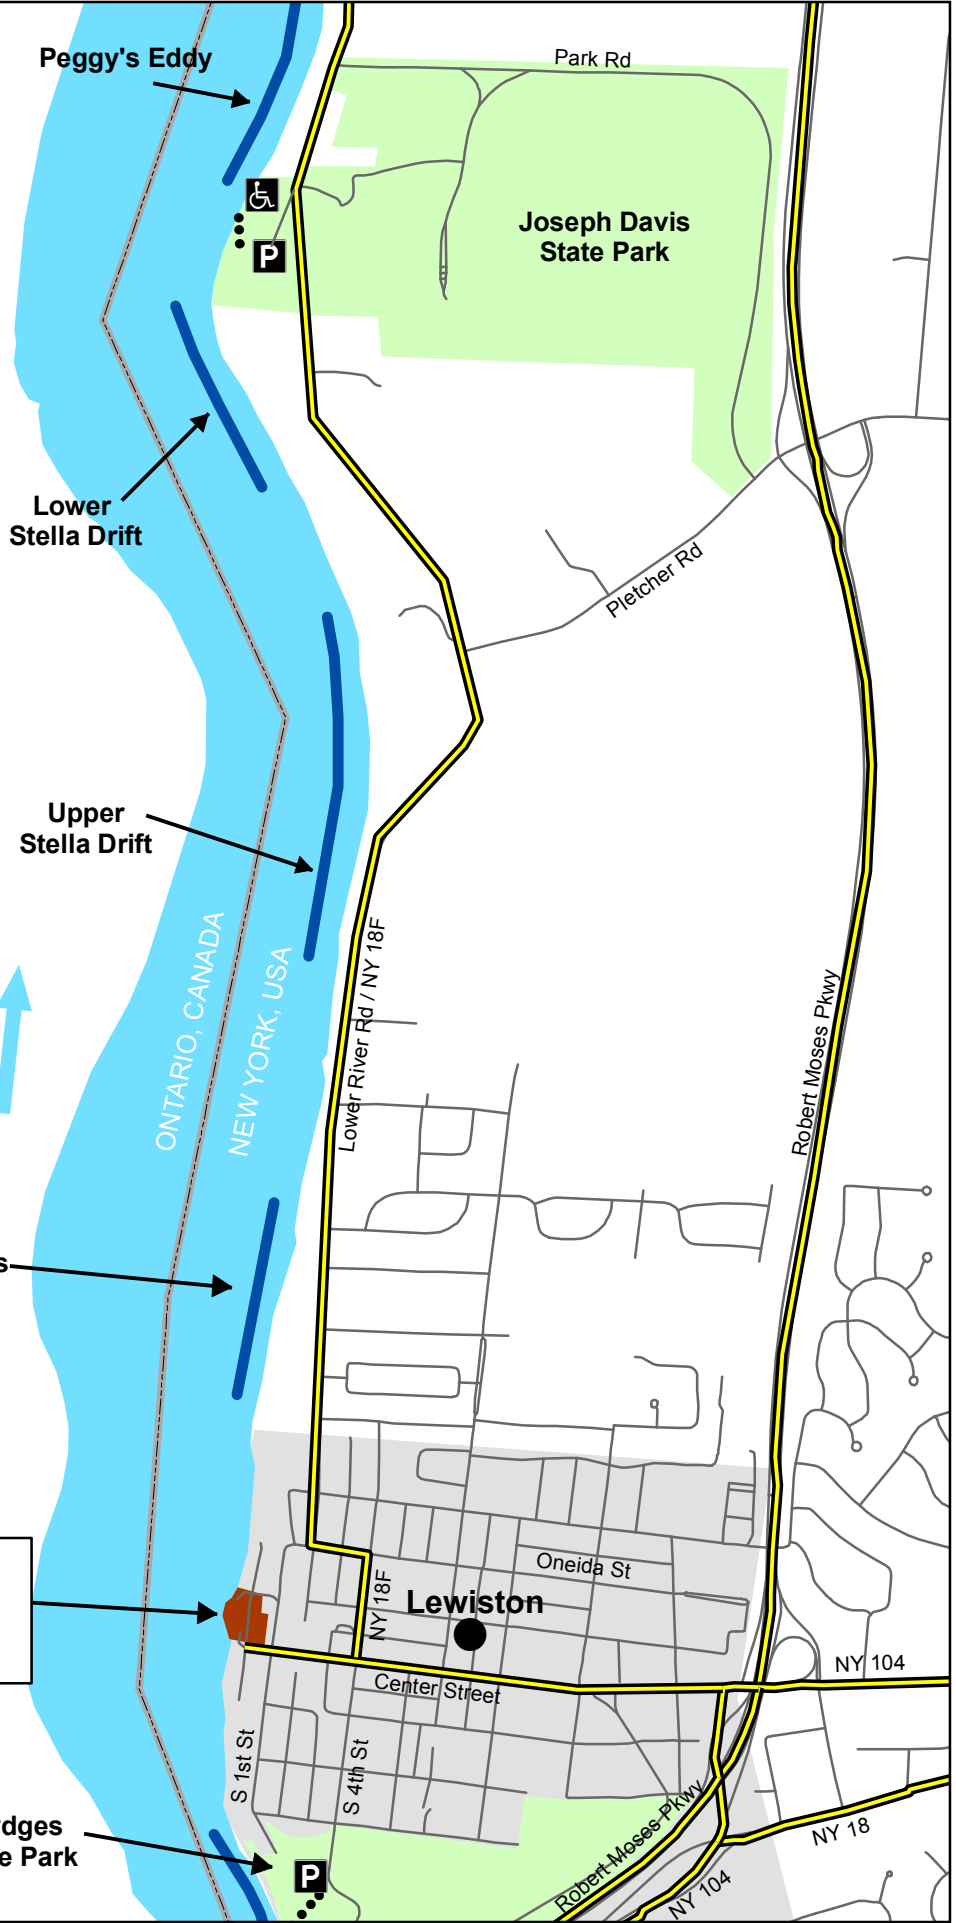 Park Rd
Peggy's Eddy
Joseph Davis
State Park
P
Lower
Stella Drift
Pletcher Rd
Upper
Stella Drift
ONTARIO, CANADA
NEW YORK, USA
Lower River Rd / NY 18F
Robert Moses Pkwy
s
Oneida St
NY 18F
Lewiston
NY 104
Center Street
S 1st St
S 4th St
Robert Moses Pkwy
NY 18
dges
e Park
P
NY 104